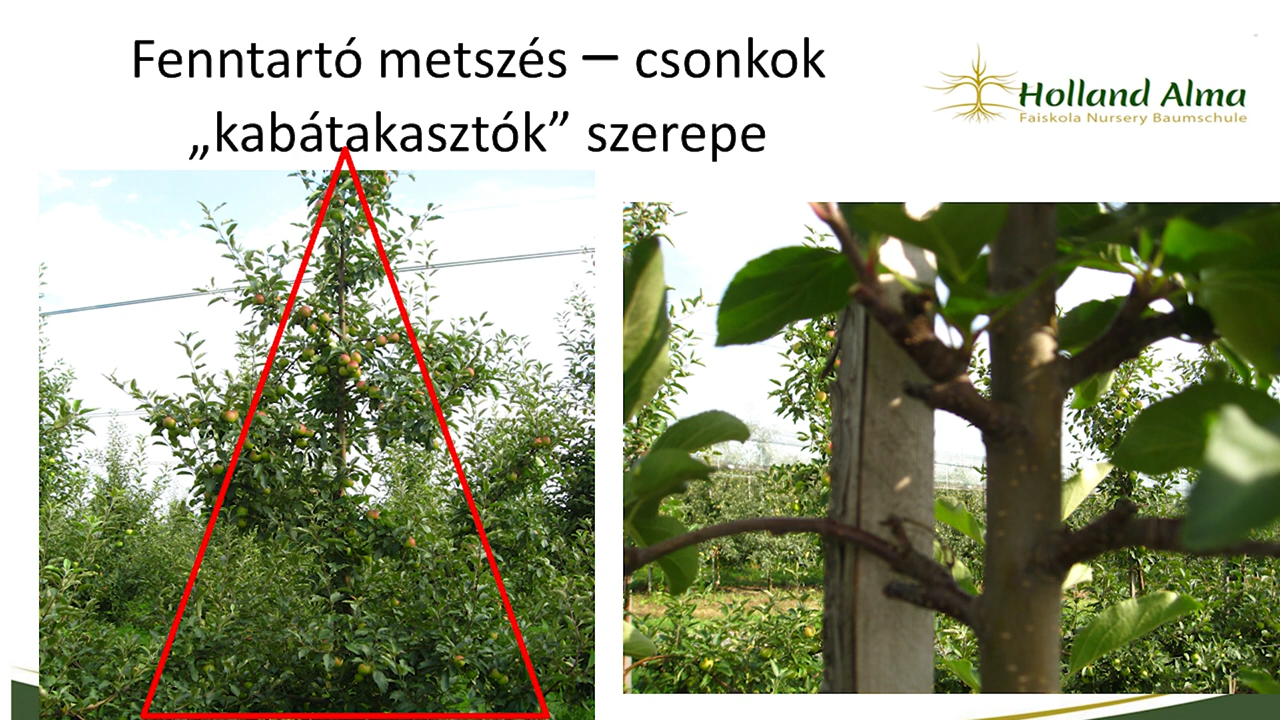 Fenntartó metszés – csonkok
„kabátakasztók” szerepe
Holland Alma
Faiskola Nursery Baumschule